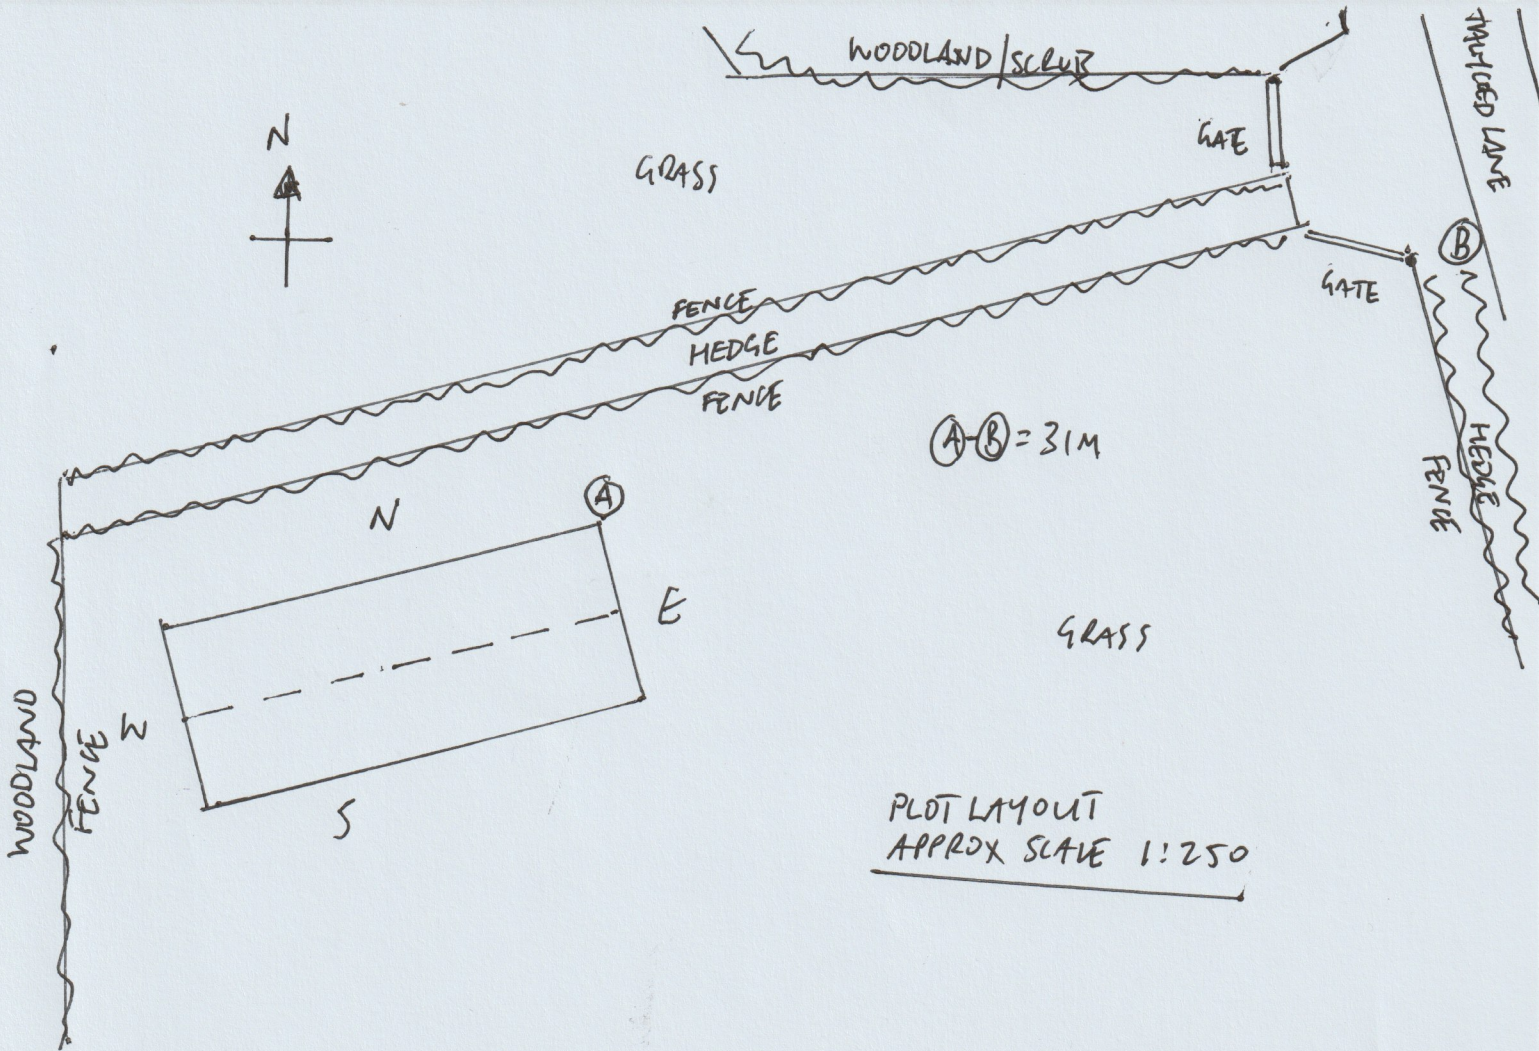 WOODLAND/SCRUB
N
GATE
GRASS
LANE
B
GATE
FENCE
HEDGE
FENCE
A-B = 31M
HEDGE
FENCE
A
N
E
GRASS
W
WOODLAND
FENCE
S
PLOT LAYOUT
APPROX SCALE 1:250